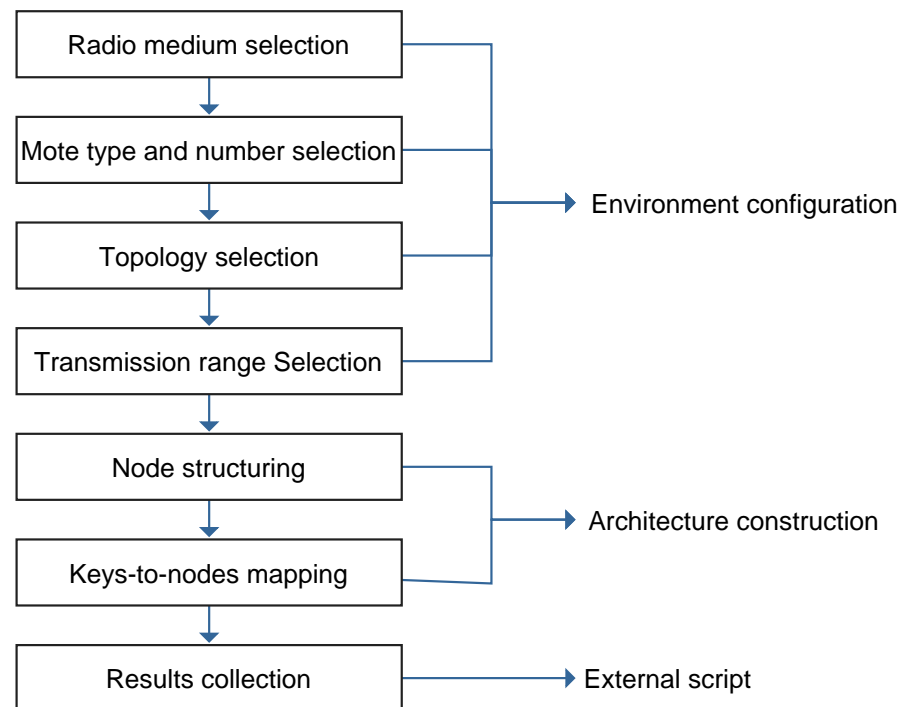 Radio medium selection
Mote type and number selection
Environment configuration
Topology selection
Transmission range Selection
Node structuring
Architecture construction
Keys-to-nodes mapping
Results collection
External script